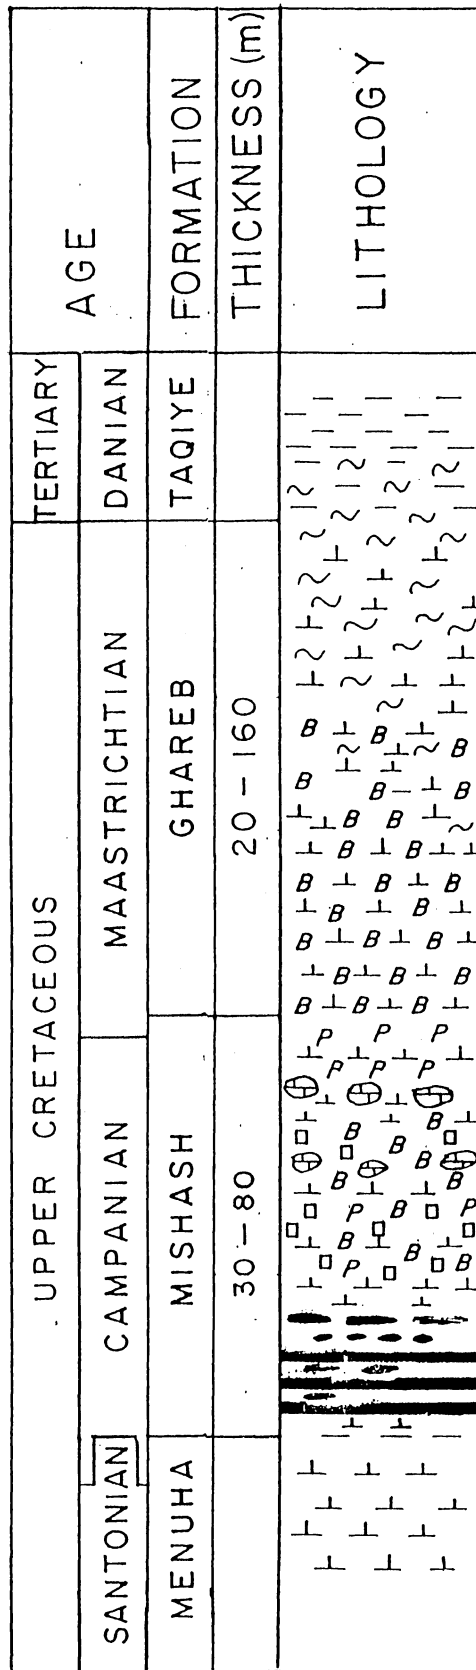 AGE
FORMATION
THICKNESS (m)
LITHOLOGY
TERTIARY
DANIAN
TAQIYE
UPPER CRETACEOUS
MAASTRICHTIAN
GHAREB
20-160
CAMPANIAN
MISHASH
30-80
SANTONIAN
MENUHA
B B B
B B B
B B
B B B
B B B
B B
B B B
B B
B B B
P P P
P P P
B B
B B
B B
P B P
B B B
P